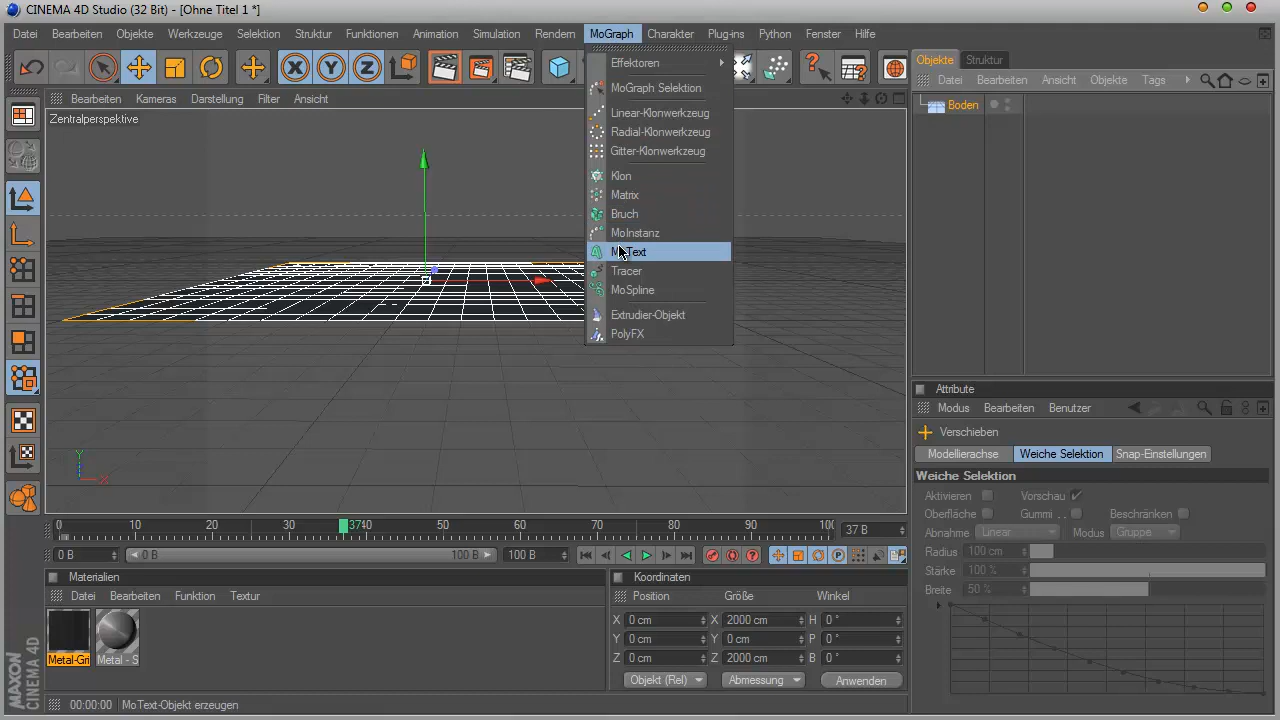 CINEMA 4D Studio (32 Bit) - [Ohne Titel 1 *]
Datei Bearbeiten Objekte Werkzeuge Selektion Struktur Funktionen Animation Simulation Rendern MoGraph Charakter Plug-ins Python Fenster Hilfe
Effektoren
MoGraph Selektion
Linear-Klonwerkzeug
Radial-Klonwerkzeug
Gitter-Klonwerkzeug
Klon
Matrix
Bruch
MoInstanz
MoText
Tracer
MoSpline
Extrudier-Objekt
PolyFX
Objekte Struktur
Datei Bearbeiten Ansicht Objekte Tags
Boden
Bearbeiten Kameras Darstellung Filter Ansicht
Zentralperspektive
Y
X
Attribute
Modus Bearbeiten Benutzer
Verschieben
Modellierachse Weiche Selektion Snap-Einstellungen
Weiche Selektion
Aktivieren Vorschau
Oberfläche Gummi . . Beschränken
Abnahme Linear Modus Gruppe
Radius 100 cm
Stärke 100 %
Breite 50 %
0 10 20 30 3740 50 60 70 80 90 100 37 B
0 B 0 B 100 B 100 B
Materialien
Datei Bearbeiten Funktion Textur
Metal-Gri Metal - S
Koordinaten
Position Größe Winkel
X 0 cm X 2000 cm H 0 °
Y 0 cm Y 0 cm P 0 °
Z 0 cm Z 2000 cm B 0 °
Objekt (Rel) Abmessung Anwenden
MAXON
CINEMA 4D
00:00:00 MoText-Objekt erzeugen